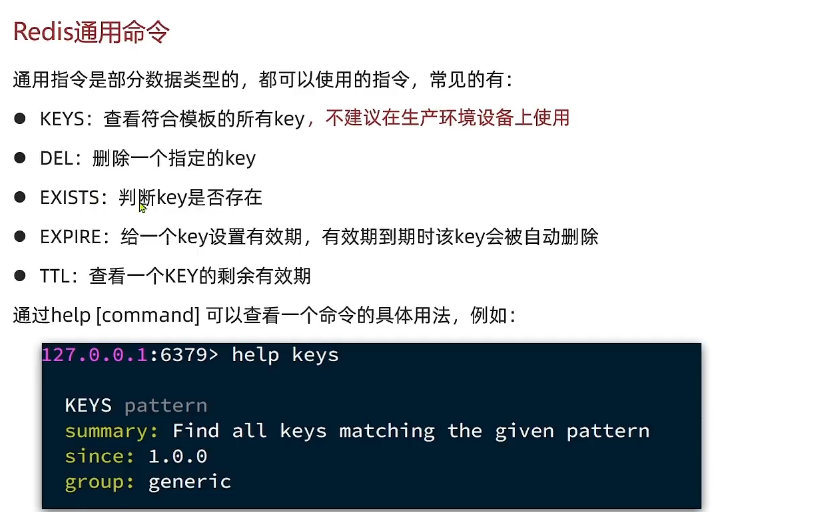 Redis通用命令
通用指令是部分数据类型的，都可以使用的指令，常见的有：
● KEYS：查看符合模板的所有key，不建议在生产环境设备上使用
● DEL：删除一个指定的key
● EXISTS：判断key是否存在
● EXPIRE：给一个key设置有效期，有效期到期时该key会被自动删除
● TTL：查看一个KEY的剩余有效期
通过help [command] 可以查看一个命令的具体用法，例如：
127.0.0.1:6379> help keys
KEYS pattern
summary: Find all keys matching the given pattern
since: 1.0.0
group: generic